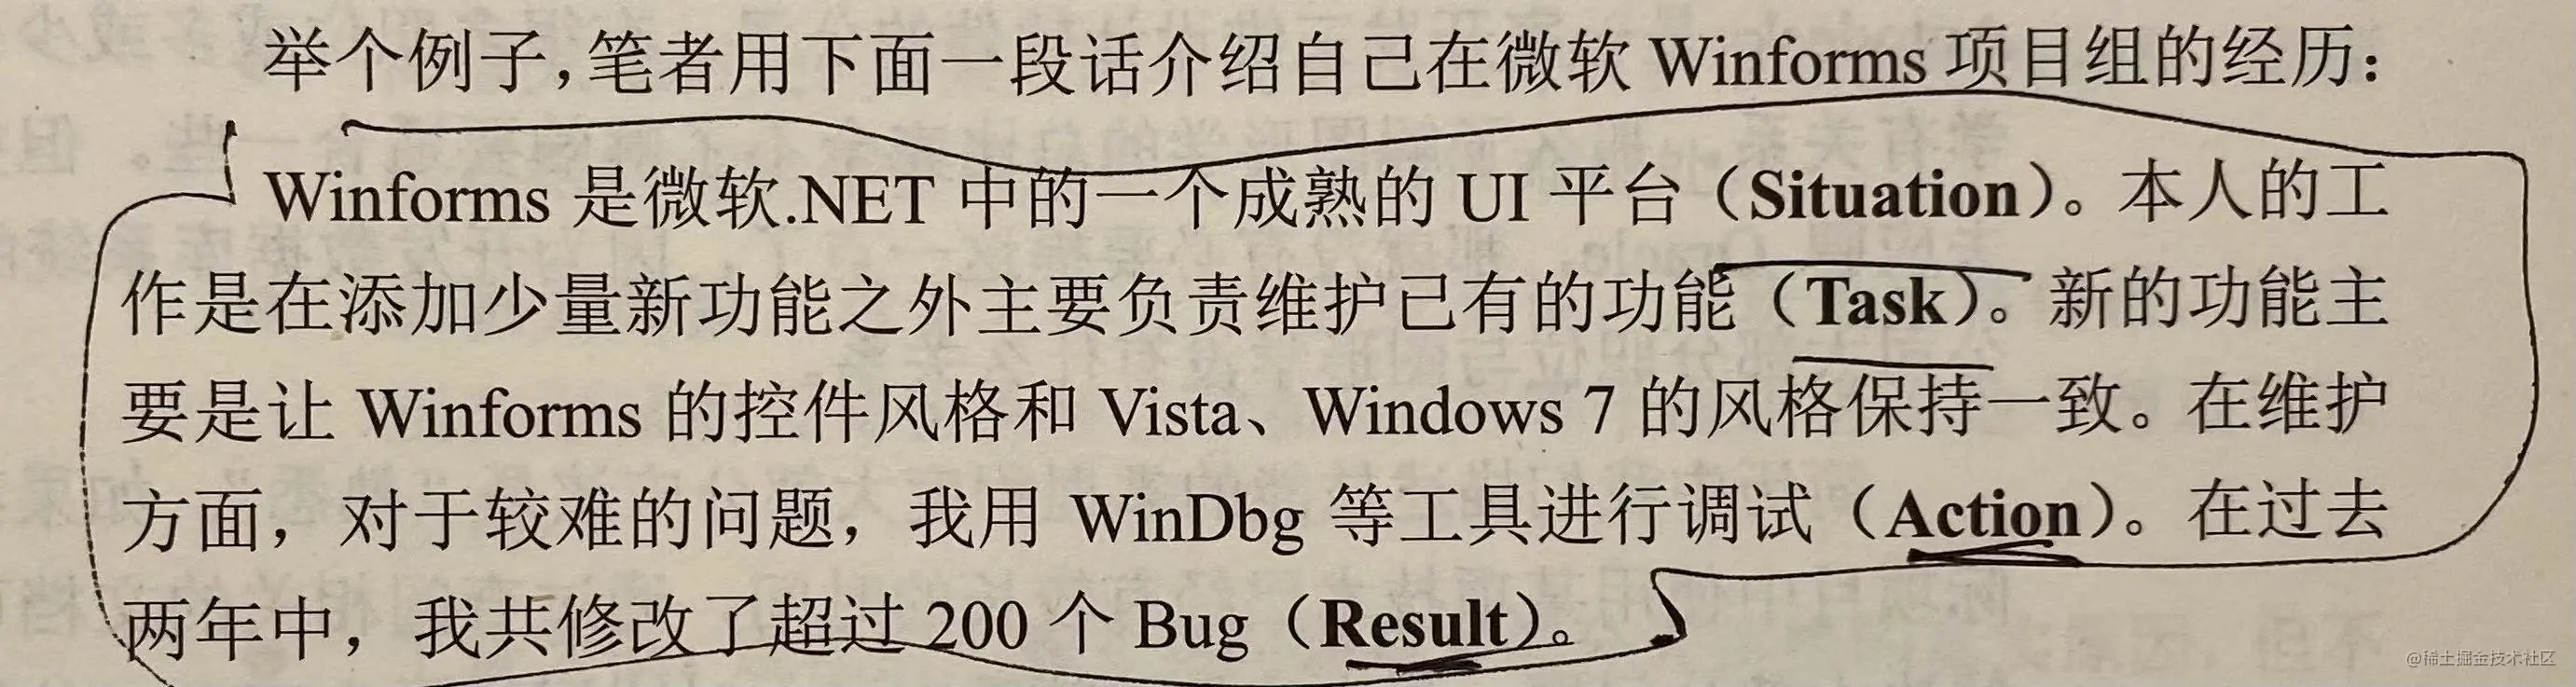 举个例子，笔者用下面一段话介绍自己在微软 Winforms 项目组的经历：
Winforms 是微软.NET 中的一个成熟的 UI 平台（Situation）。本人的工
作是在添加少量新功能之外主要负责维护已有的功能（Task）。新的功能主
要是让 Winforms 的控件风格和 Vista、Windows 7 的风格保持一致。在维护
方面，对于较难的问题，我用 WinDbg 等工具进行调试（Action）。在过去
两年中，我共修改了超过 200 个 Bug（Result）。
@稀土掘金技术社区